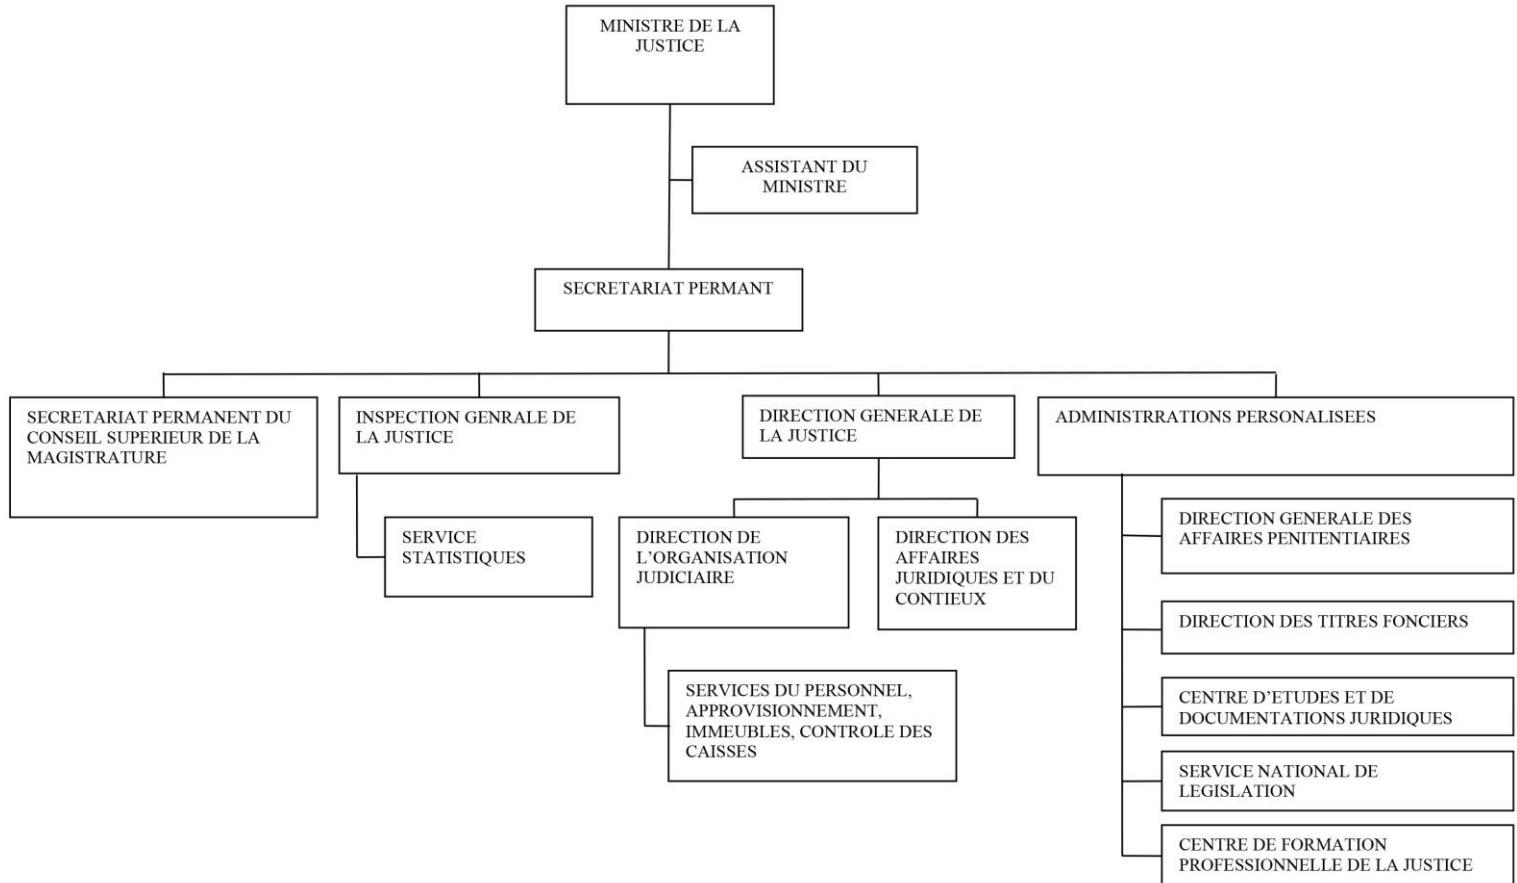 MINISTRE DE LA
JUSTICE
ASSISTANT DU
MINISTRE
SECRETARIAT PERMANT
SECRETARIAT PERMANENT DU
CONSEIL SUPERIEUR DE LA
MAGISTRATURE
INSPECTION GENRALE DE
LA JUSTICE
DIRECTION GENERALE DE
LA JUSTICE
ADMINISTRRATIONS PERSONALISEES
SERVICE
STATISTIQUES
DIRECTION DE
L’ORGANISATION
JUDICIAIRE
DIRECTION DES
AFFAIRES
JURIDIQUES ET DU
CONTIEUX
SERVICES DU PERSONNEL,
APPROVISIONNEMENT,
IMMEUBLES, CONTROLE DES
CAISSES
DIRECTION GENERALE DES
AFFAIRES PENITENTIAIRES
DIRECTION DES TITRES FONCIERS
CENTRE D’ETUDES ET DE
DOCUMENTATIONS JURIDIQUES
SERVICE NATIONAL DE
LEGISLATION
CENTRE DE FORMATION
PROFESSIONNELLE DE LA JUSTICE